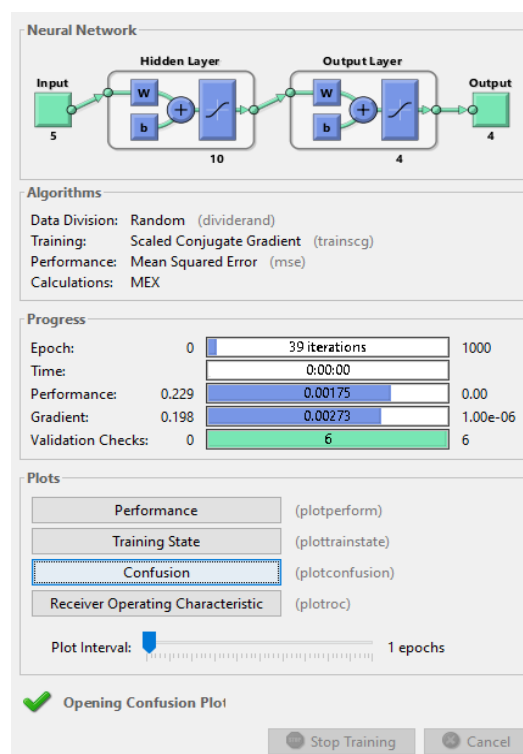 Neural Network
Hidden Layer Output Layer
Input Output
W W
b b
5 4
10 4
Algorithms
Data Division: Random (dividerand)
Training: Scaled Conjugate Gradient (trainscg)
Performance: Mean Squared Error (mse)
Calculations: MEX
Progress
Epoch: 0 39 iterations 1000
Time: 0:00:00
Performance: 0.229 0.00175 0.00
Gradient: 0.198 0.00273 1.00e-06
Validation Checks: 0 6 6
Plots
Performance (plotperform)
Training State (plottrainstate)
Confusion (plotconfusion)
Receiver Operating Characteristic (plotroc)
Plot Interval: 1 epochs
Opening Confusion Plot
Stop Training Cancel